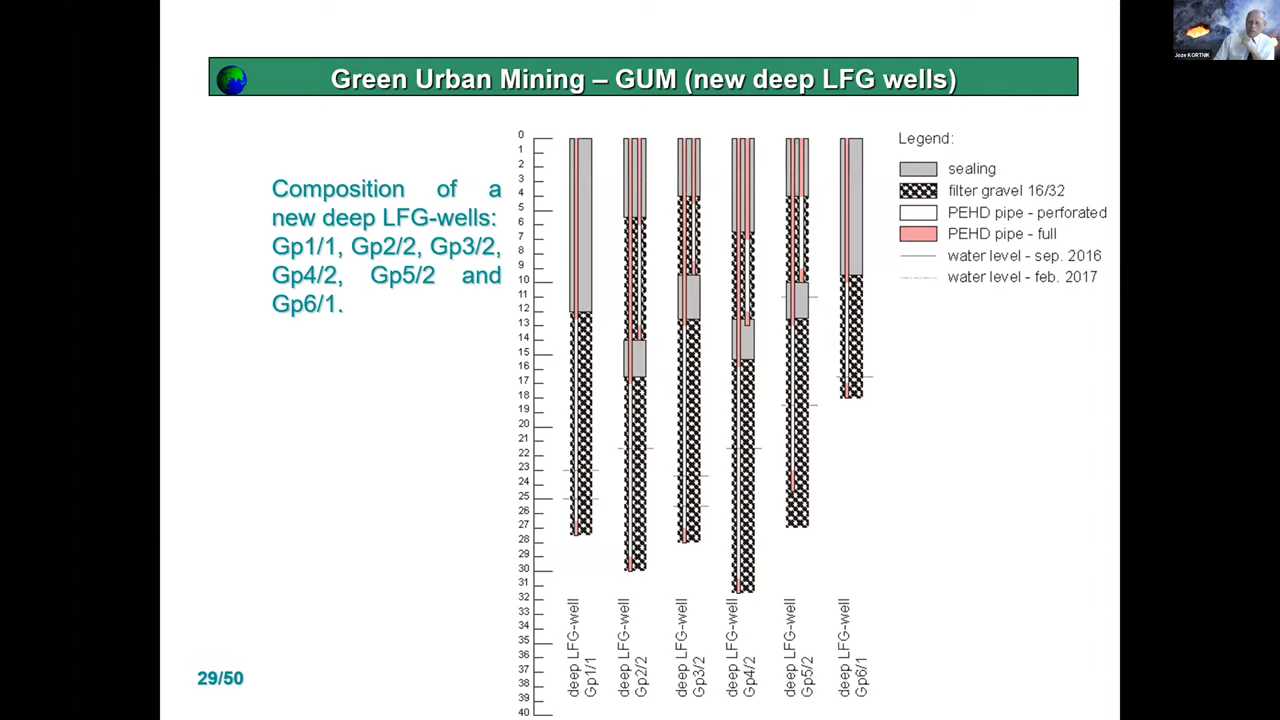 Joze KORTNIK
Green Urban Mining – GUM (new deep LFG wells)
Composition of a
new deep LFG-wells:
Gp1/1, Gp2/2, Gp3/2,
Gp4/2, Gp5/2 and
Gp6/1.
0
1
2
3
4
5
6
7
8
9
10
11
12
13
14
15
16
17
18
19
20
21
22
23
24
25
26
27
28
29
30
31
32
33
34
35
36
37
38
39
40
deep LFG-well
Gp1/1
deep LFG-well
Gp2/2
deep LFG-well
Gp3/2
deep LFG-well
Gp4/2
deep LFG-well
Gp5/2
deep LFG-well
Gp6/1
Legend:
sealing
filter gravel 16/32
PEHD pipe - perforated
PEHD pipe - full
water level - sep. 2016
water level - feb. 2017
29/50